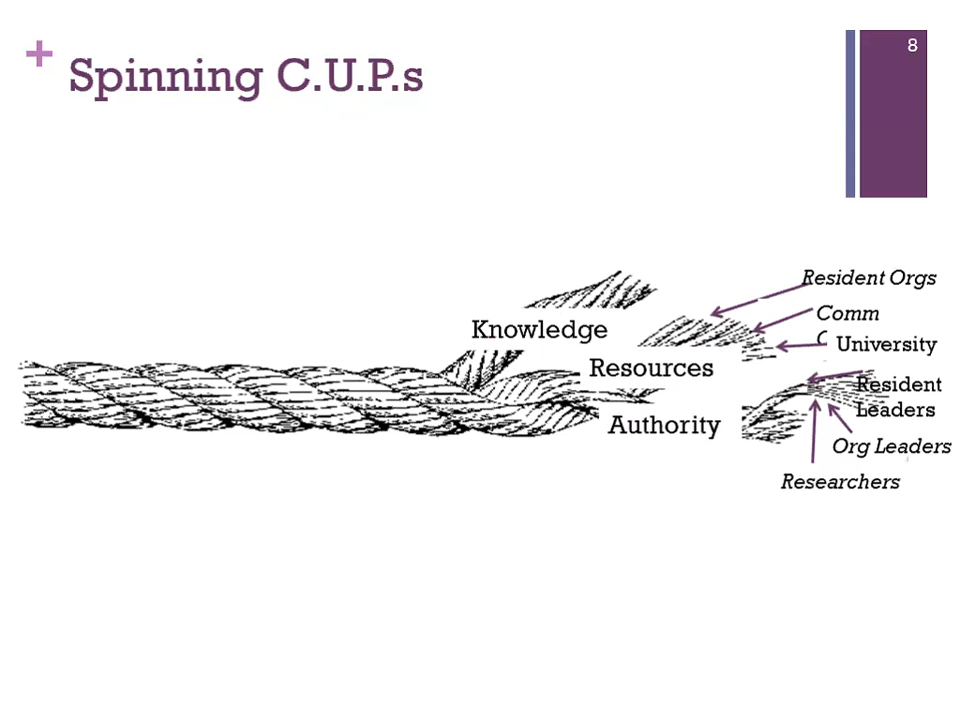 8
+ Spinning C.U.P.s
Resident Orgs
Comm
University
Knowledge
Resources
Resident
Leaders
Authority
Org Leaders
Researchers